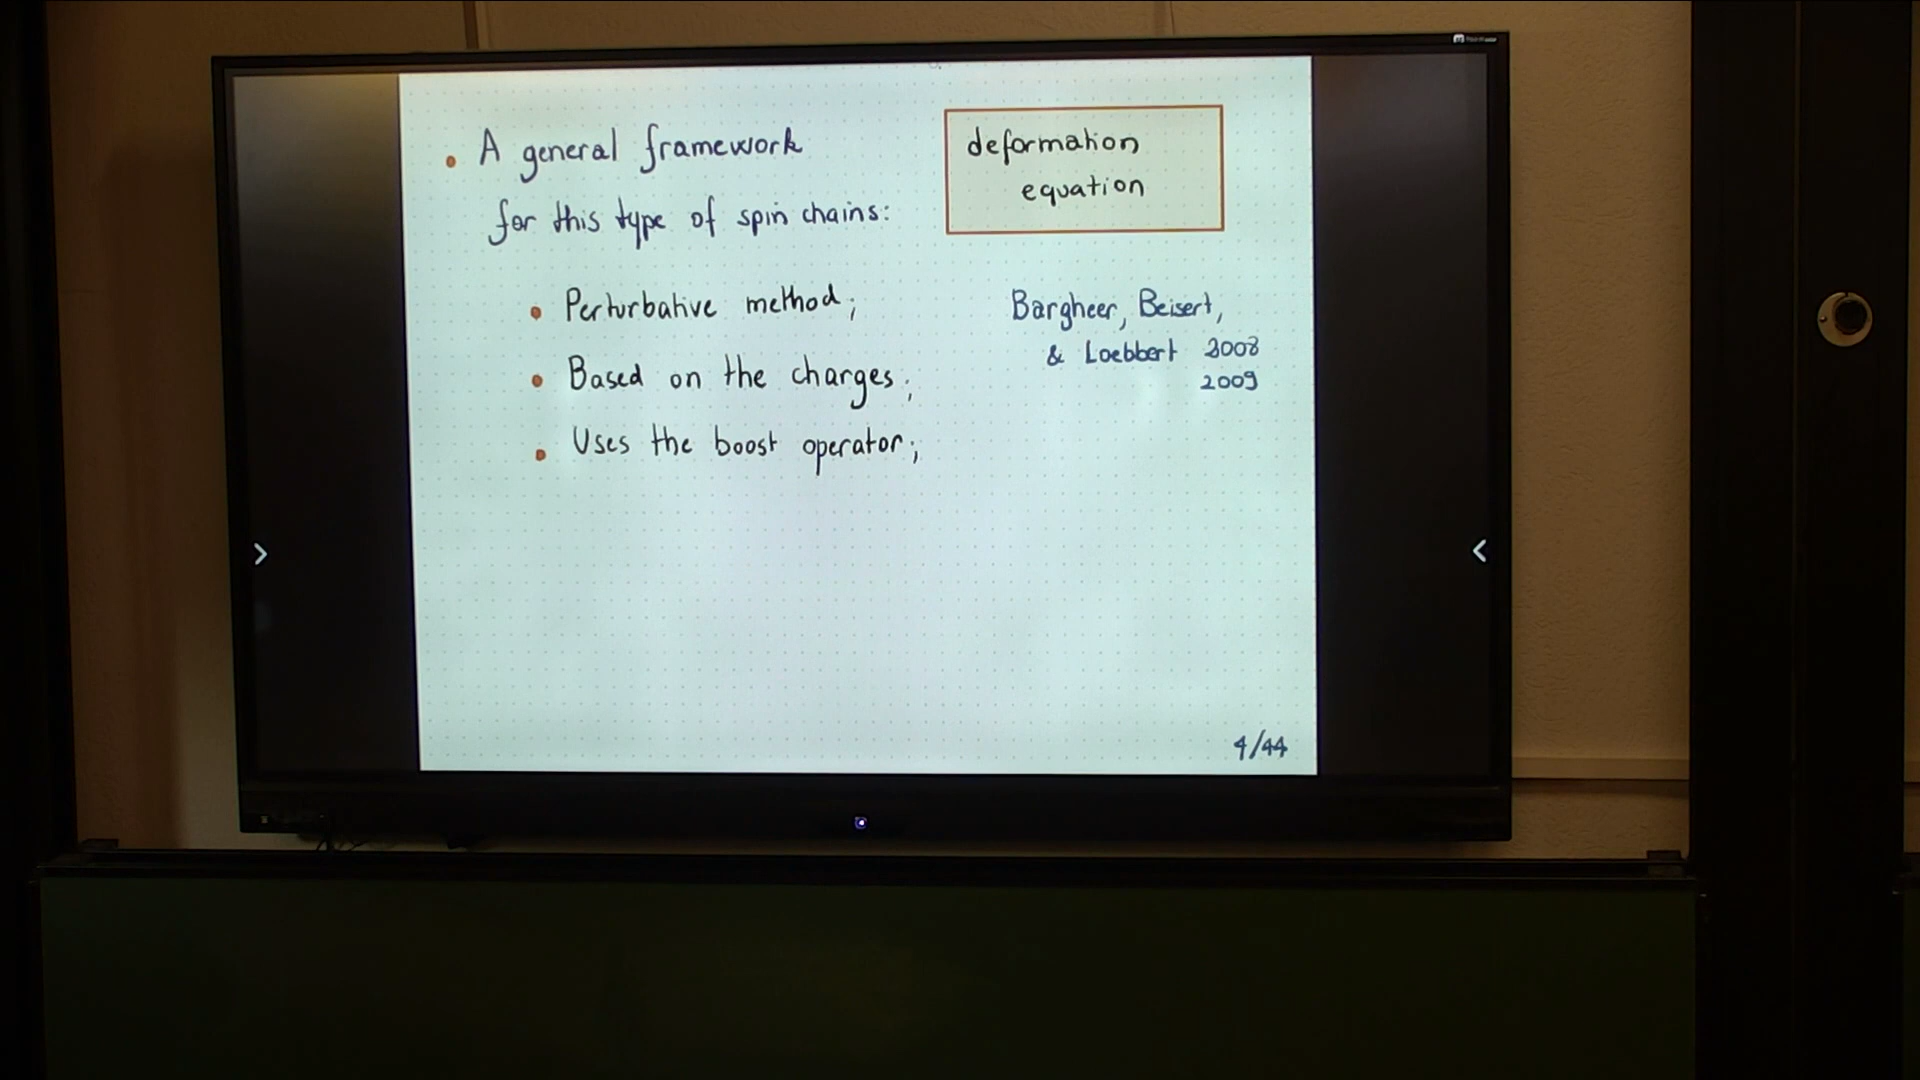 A general framework
for this type of spin chains:
deformation
equation
Perturbative method;
Based on the charges;
Uses the boost operator;
Bargheer, Beisert,
& Loebbert 2008
2009
4/44